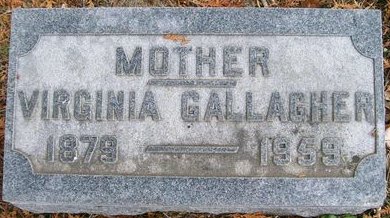 MOTHER
VIRGINIA GALLAGHER
1879 — 1959